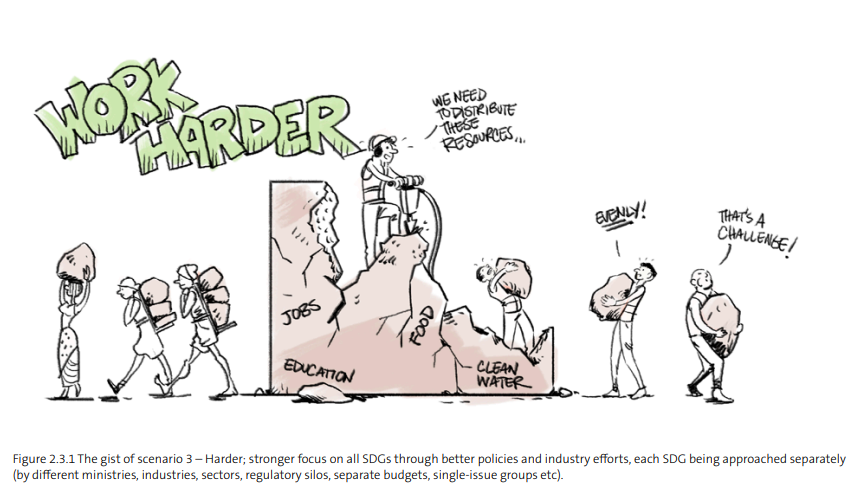 WORK
HARDER
WE NEED
TO DISTRIBUTE
THESE
RESOURCES...
EVENLY!
THAT'S A
CHALLENGE!
JOBS
FOOD
EDUCATION
CLEAN
WATER
Figure 2.3.1 The gist of scenario 3 – Harder; stronger focus on all SDGs through better policies and industry efforts, each SDG being approached separately
(by different ministries, industries, sectors, regulatory silos, separate budgets, single-issue groups etc).